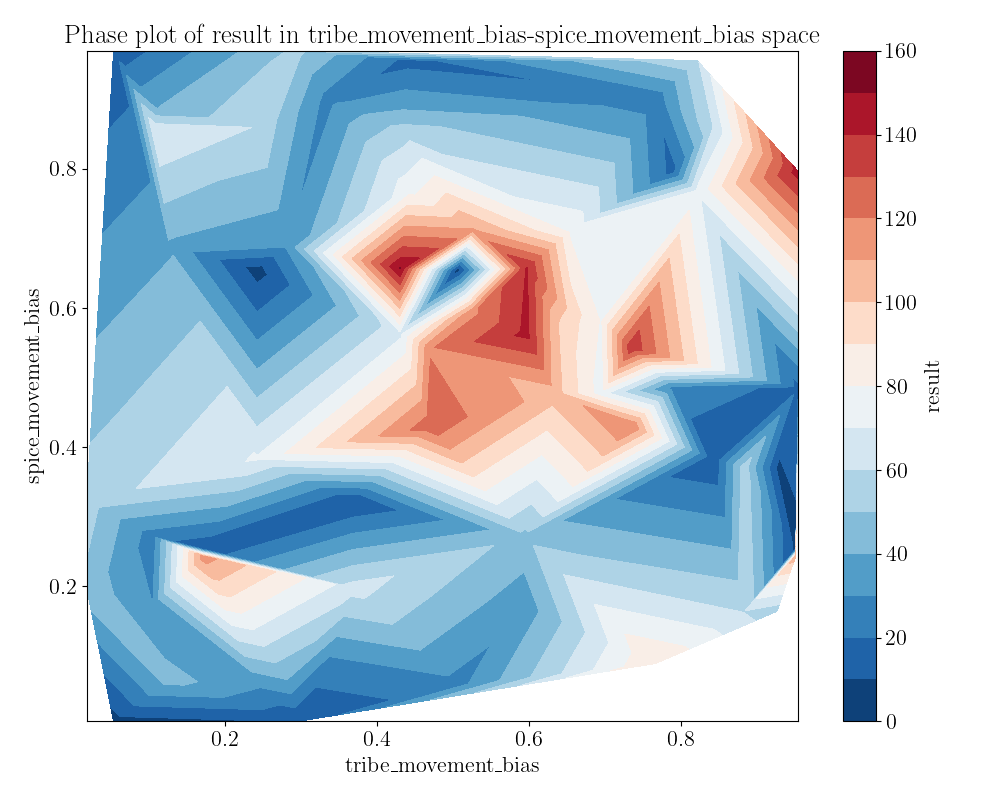 Phase plot of result in tribe_movement_bias-spice_movement_bias space
160
140
120
100
80
60
40
20
0
result
0.8
0.6
0.4
0.2
spice_movement_bias
0.2 0.4 0.6 0.8
tribe_movement_bias